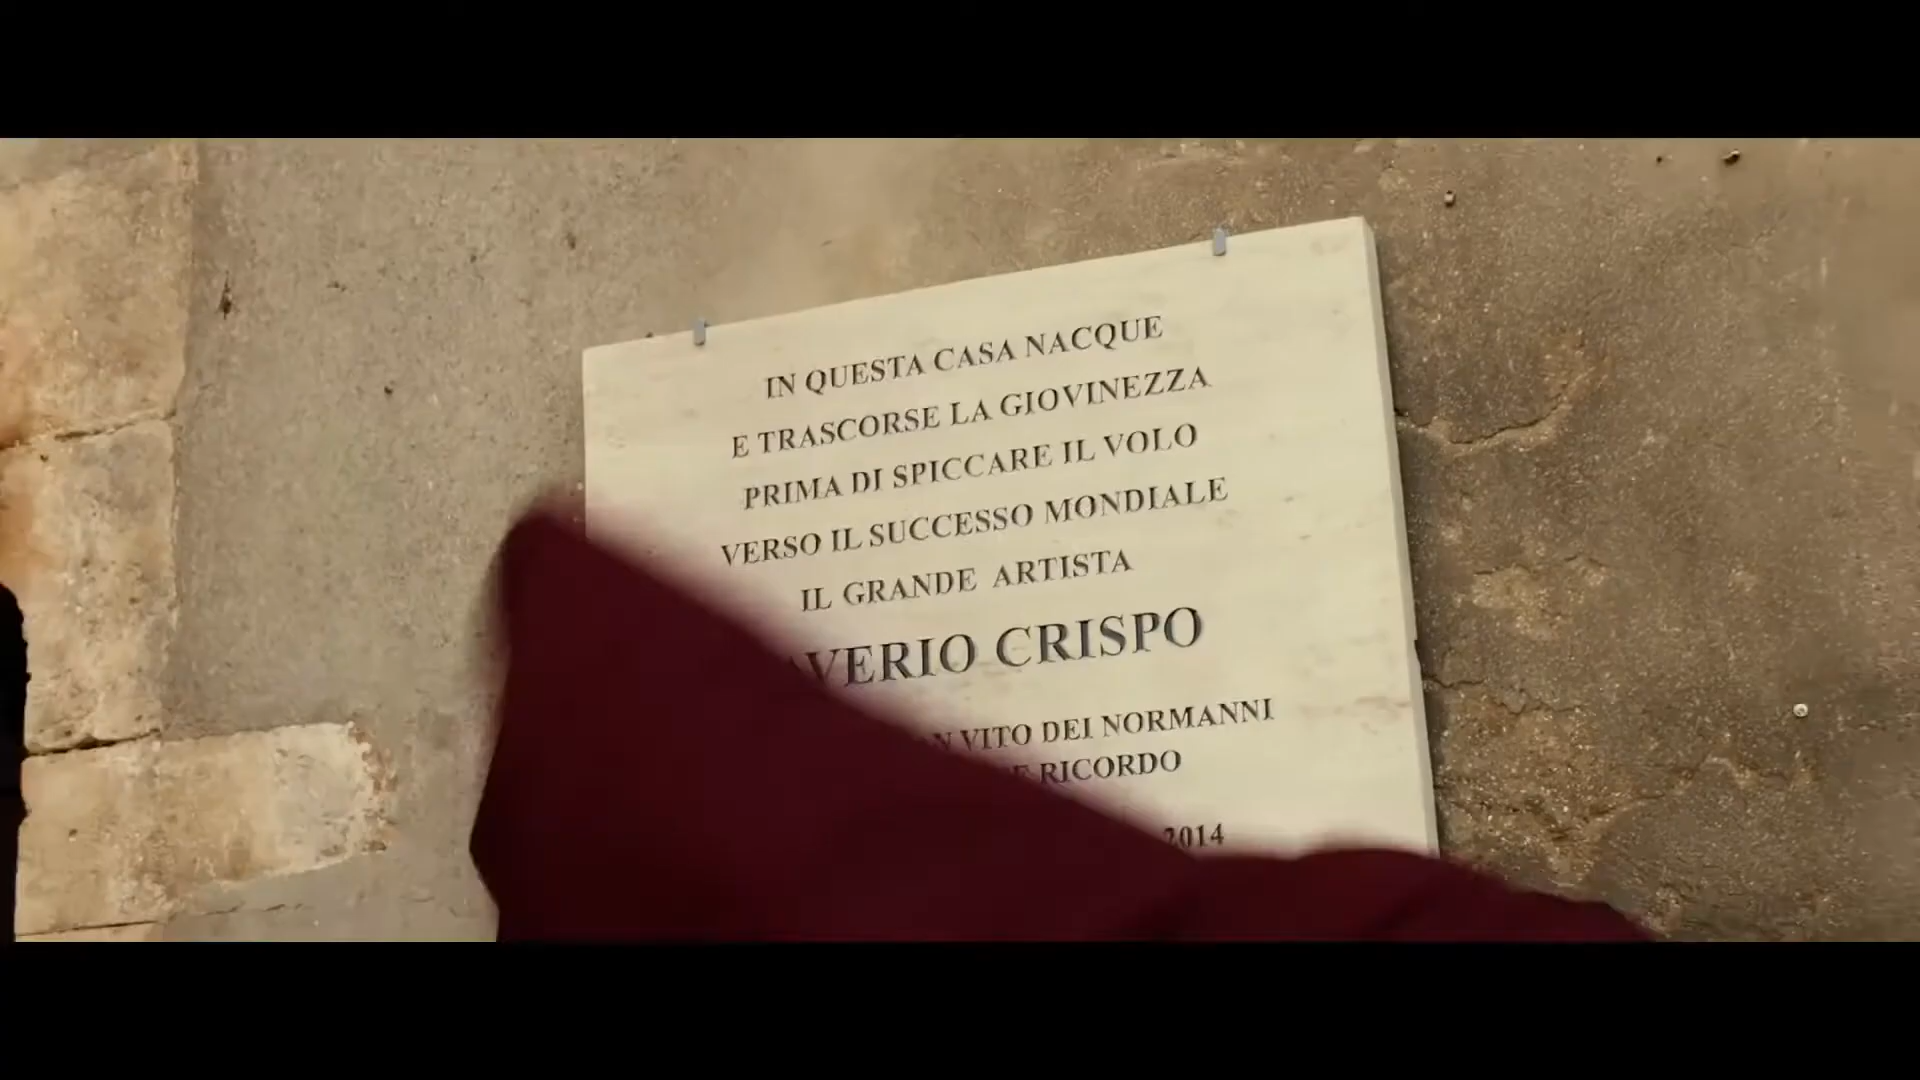 IN QUESTA CASA NACQUE
E TRASCORSE LA GIOVINEZZA
PRIMA DI SPICCARE IL VOLO
VERSO IL SUCCESSO MONDIALE
IL GRANDE ARTISTA
CRISPO
VITO DEI NORMANNI
RICORDO
2014